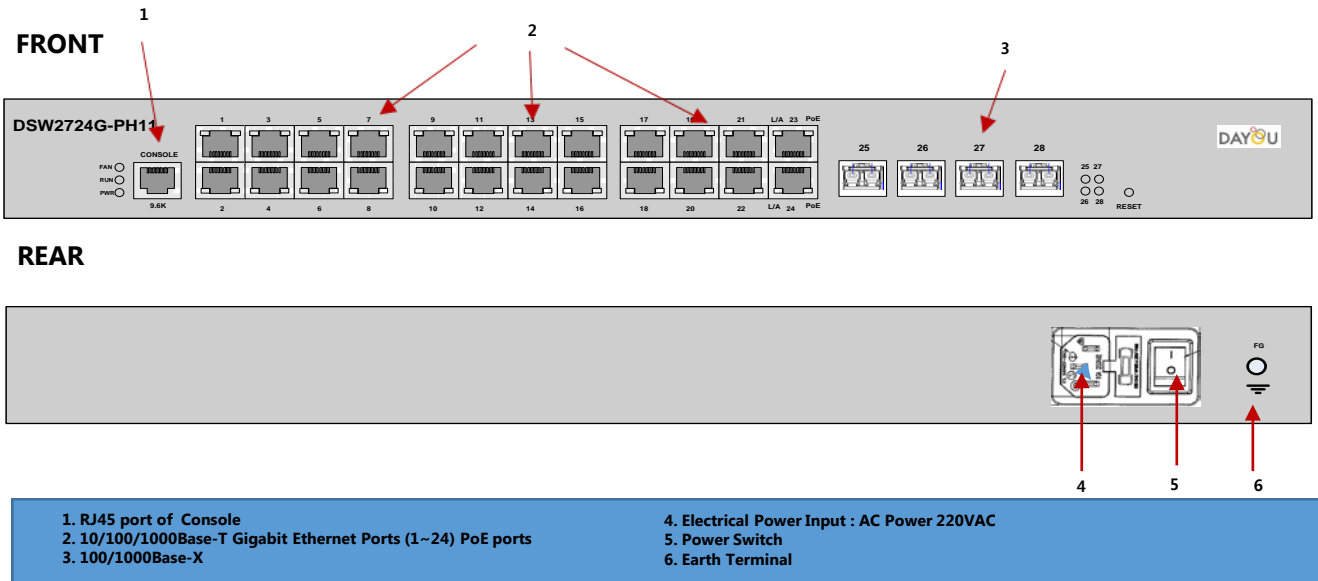 1
2
3
FRONT
DSW2724G-PH11
CONSOLE
FAN
RUN
PWR
9.6K
1 3 5 7 9 11 13 15 17 19 21 L/A 23 PoE
2 4 6 8 10 12 14 16 18 20 22 L/A 24 PoE
25 26 27 28
25 27
26 28
RESET
DAYOU
REAR
FG
4 5 6
1. RJ45 port of Console
2. 10/100/1000Base-T Gigabit Ethernet Ports (1~24) PoE ports
3. 100/1000Base-X
4. Electrical Power Input : AC Power 220VAC
5. Power Switch
6. Earth Terminal